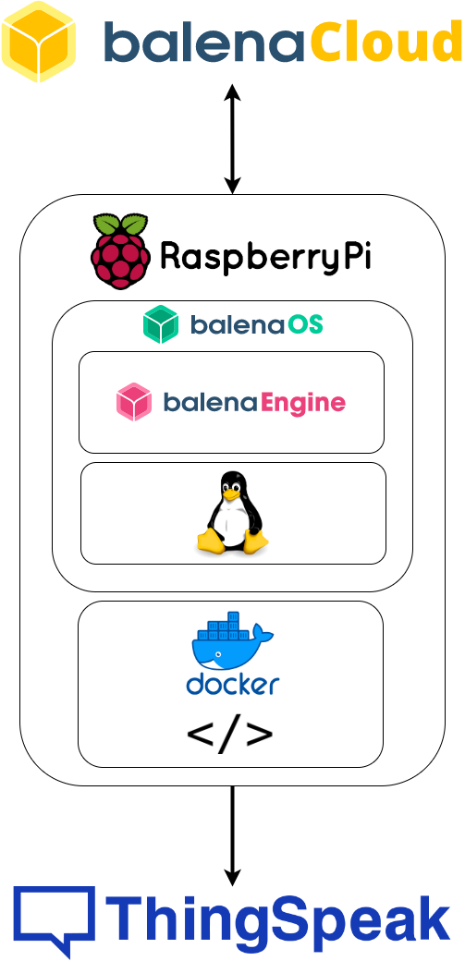 balenaCloud
RaspberryPi
balenaOS
balenaEngine
docker
</>
ThingSpeak